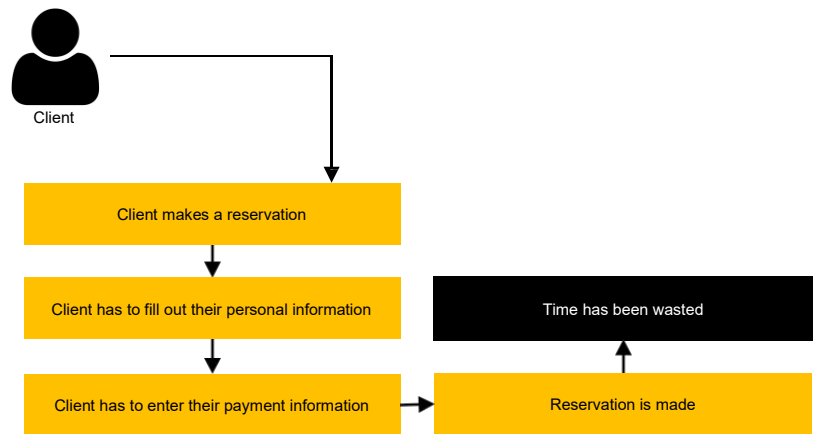 Client
Client makes a reservation
Client has to fill out their personal information
Time has been wasted
Client has to enter their payment information
Reservation is made